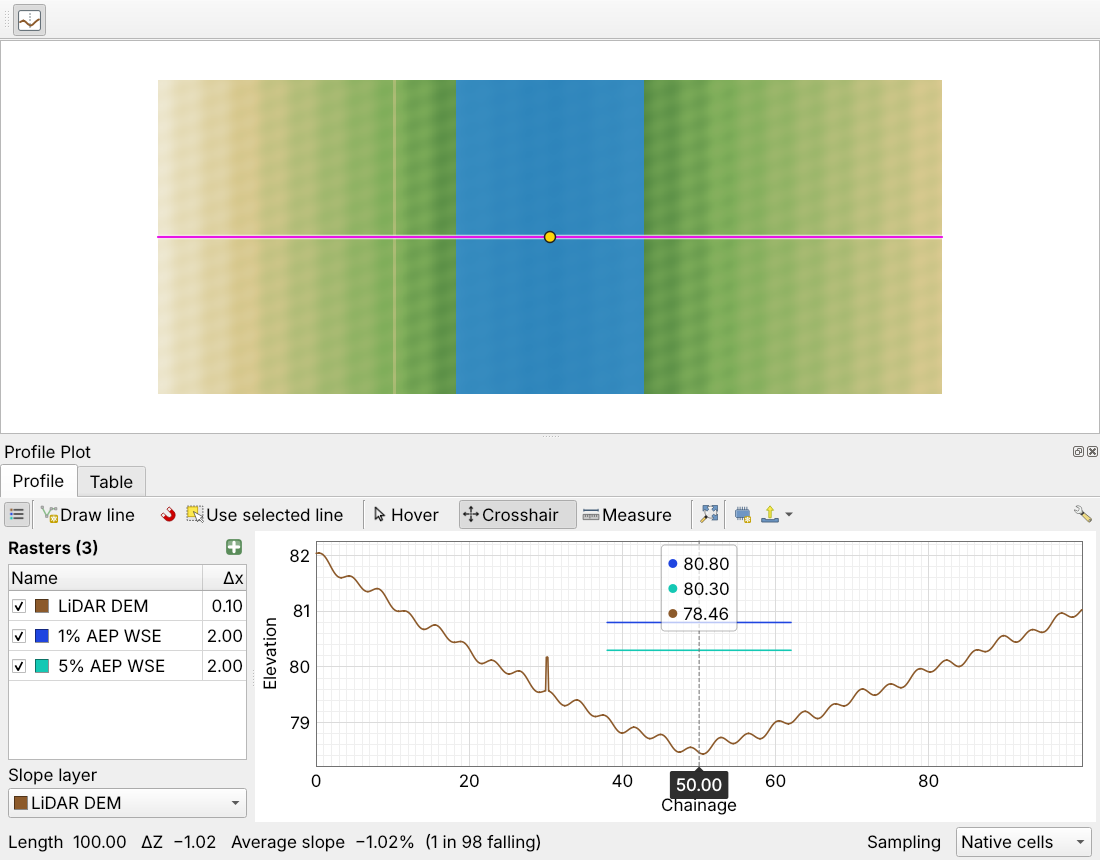 Profile Plot
Profile Table
Draw line Use selected line Hover Crosshair Measure
Rasters (3)
Name Δx
LiDAR DEM 0.10
1% AEP WSE 2.00
5% AEP WSE 2.00
Slope layer
LiDAR DEM
Elevation
82
81
80
79
80.80
80.30
78.46
0 20 40 60 80
50.00
Chainage
Length 100.00 ΔZ −1.02 Average slope −1.02% (1 in 98 falling) Sampling Native cells